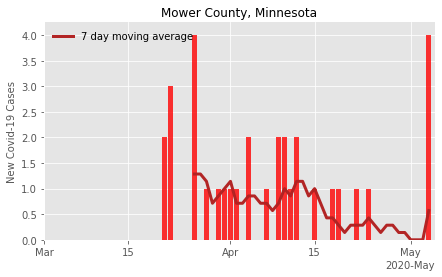 Mower County, Minnesota
7 day moving average
New Covid-19 Cases
4.0
3.5
3.0
2.5
2.0
1.5
1.0
0.5
0.0
Mar
15
Apr
15
May
2020-May